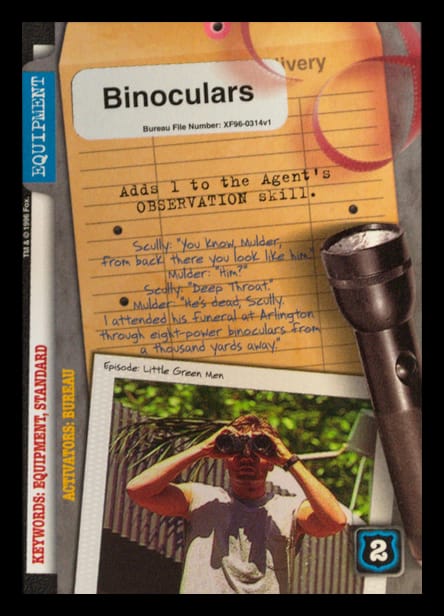 livery
Binoculars
Bureau File Number: XF96-0314v1
EQUIPMENT
TM & © 1996 Fox.
Adds 1 to the Agent's
OBSERVATION skill.
Scully: "You know, Mulder,
from back there you look like him."
Mulder: "Him?"
Scully: "Deep Throat."
Mulder: "He's dead, Scully.
I attended his funeral at Arlington
through eight-power binoculars from
a thousand yards away."
Episode: Little Green Men
KEYWORDS: EQUIPMENT, STANDARD
ACTIVATORS: BUREAU
2